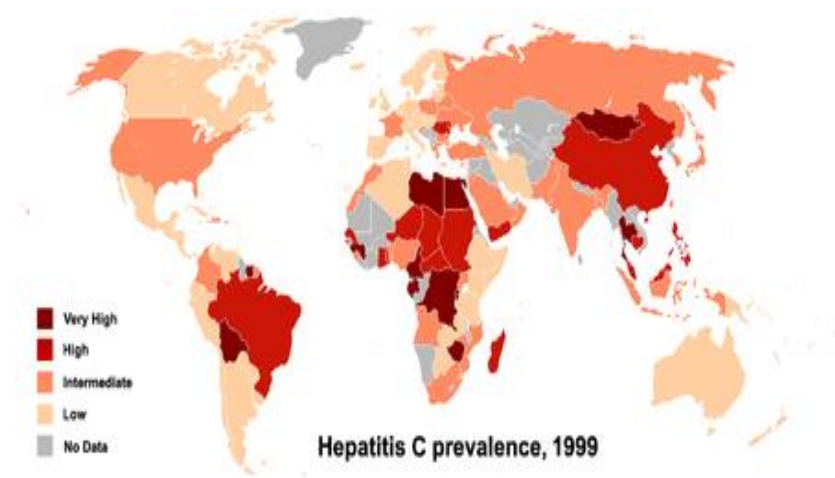 Very High
High
Intermediate
Low
No Data
Hepatitis C prevalence, 1999